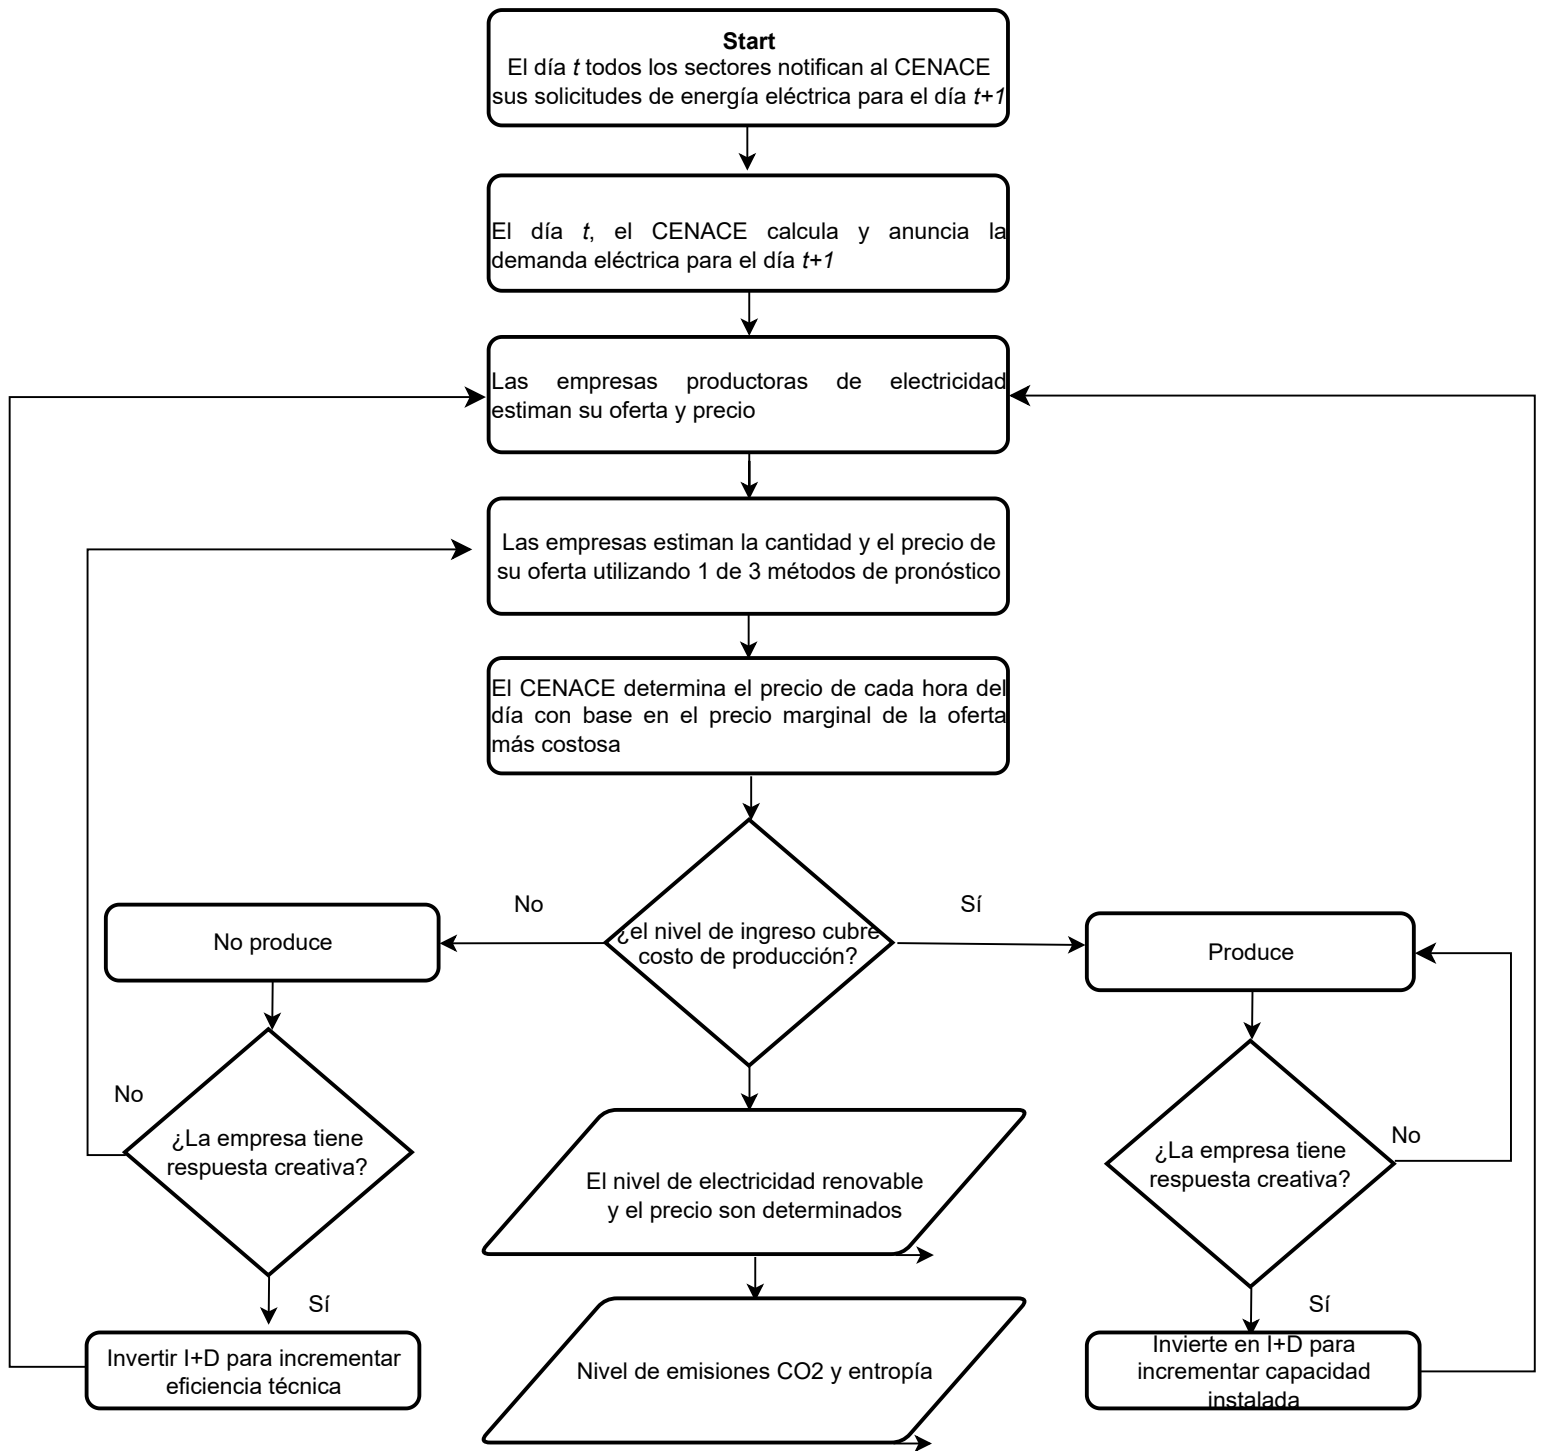 Start
El día t todos los sectores notifican al CENACE
sus solicitudes de energía eléctrica para el día t+1
El día t, el CENACE calcula y anuncia la
demanda eléctrica para el día t+1
Las empresas productoras de electricidad
estiman su oferta y precio
Las empresas estiman la cantidad y el precio de
su oferta utilizando 1 de 3 métodos de pronóstico
El CENACE determina el precio de cada hora del
día con base en el precio marginal de la oferta
más costosa
No
Sí
¿el nivel de ingreso cubre
costo de producción?
No produce
Produce
No
¿La empresa tiene
respuesta creativa?
No
¿La empresa tiene
respuesta creativa?
El nivel de electricidad renovable
y el precio son determinados
Sí
Sí
Invertir I+D para incrementar
eficiencia técnica
Nivel de emisiones CO2 y entropía
Invierte en I+D para
incrementar capacidad
instalada